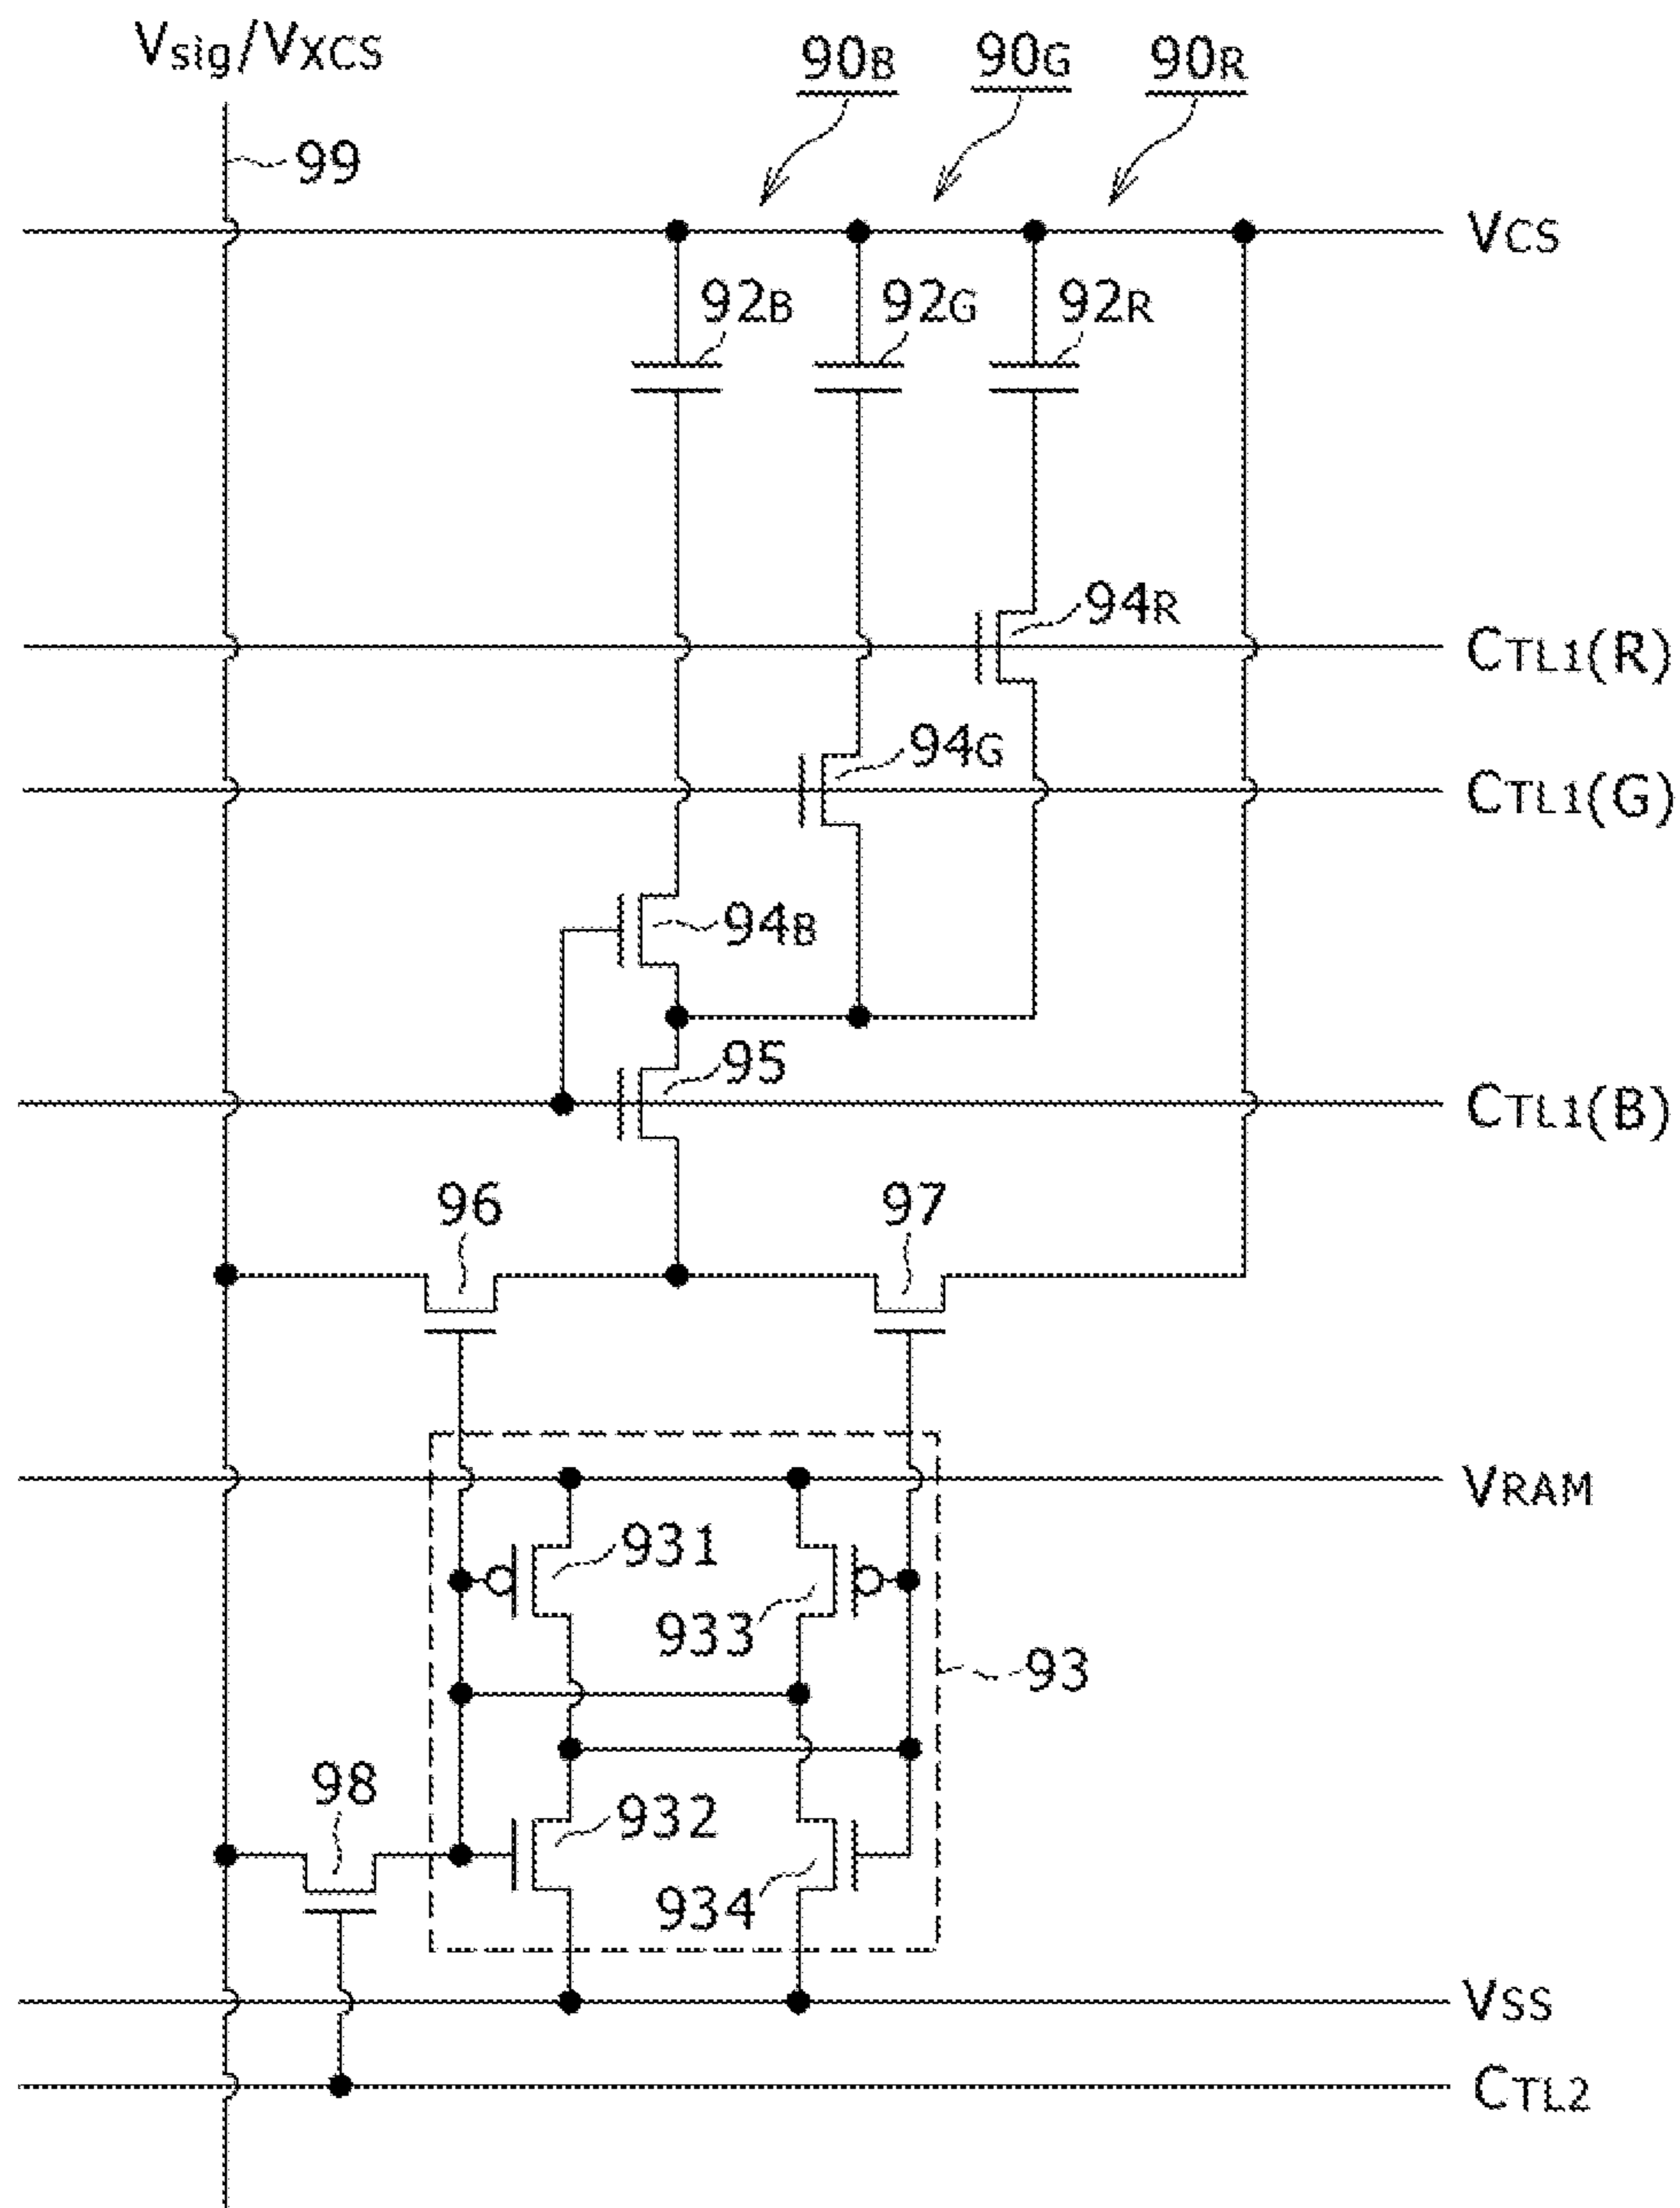 Vsig/VXCS
90B 90G 90R
99
VCS
92B 92G 92R
94R
CTL1(R)
94G
CTL1(G)
94B
95
CTL1(B)
96 97
VRAM
931
933
93
98
932
934
VSS
CTL2